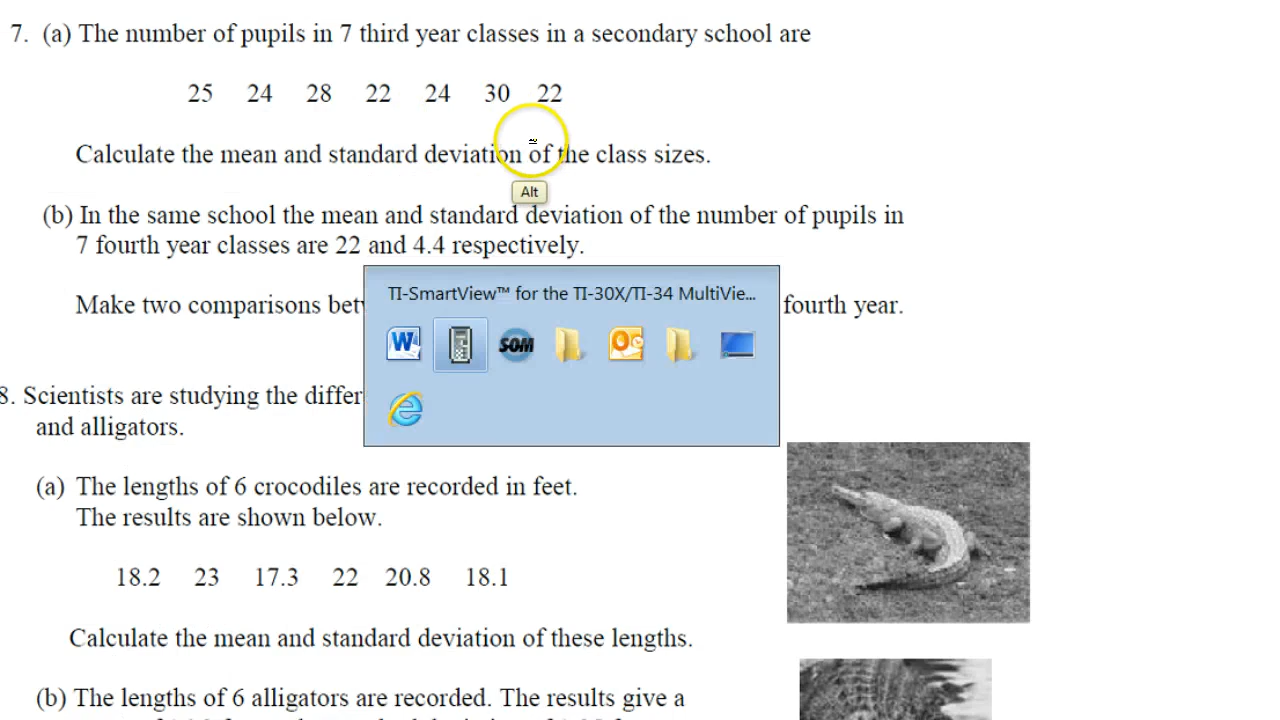 7. (a) The number of pupils in 7 third year classes in a secondary school are
25 24 28 22 24 30 22
Calculate the mean and standard deviation of the class sizes.
Alt
(b) In the same school the mean and standard deviation of the number of pupils in
7 fourth year classes are 22 and 4.4 respectively.
TI-SmartView™ for the TI-30X/TI-34 MultiVie...
Make two comparisons fourth year.
W SOM O
8. Scientists are studying the
and alligators.
(a) The lengths of 6 crocodiles are recorded in feet.
The results are shown below.
18.2 23 17.3 22 20.8 18.1
Calculate the mean and standard deviation of these lengths.
(b) The lengths of 6 alligators are recorded. The results give a